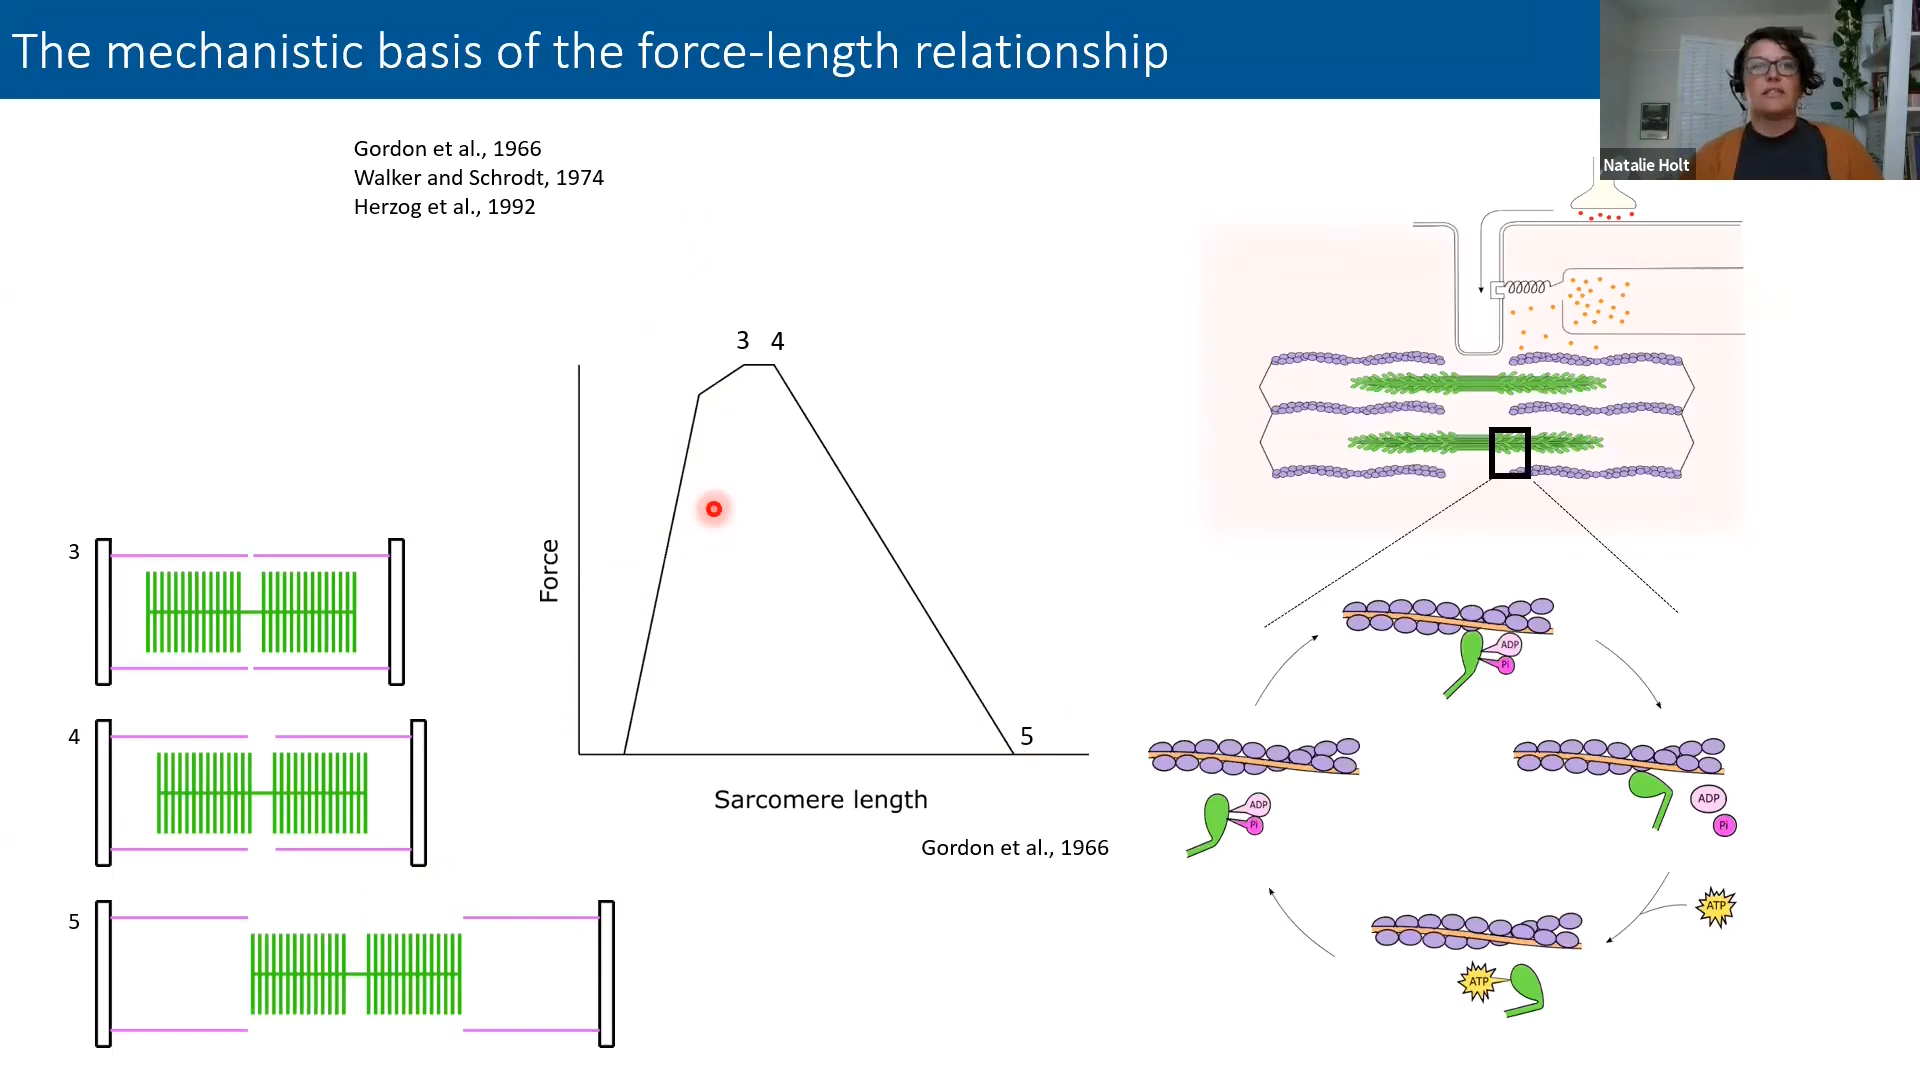 The mechanistic basis of the force-length relationship
Natalie Holt
Gordon et al., 1966
Walker and Schrodt, 1974
Herzog et al., 1992
3 4
5
Force
Sarcomere length
Gordon et al., 1966
3
4
5
ADP
Pi
ADP
Pi
ADP
Pi
ATP
ATP